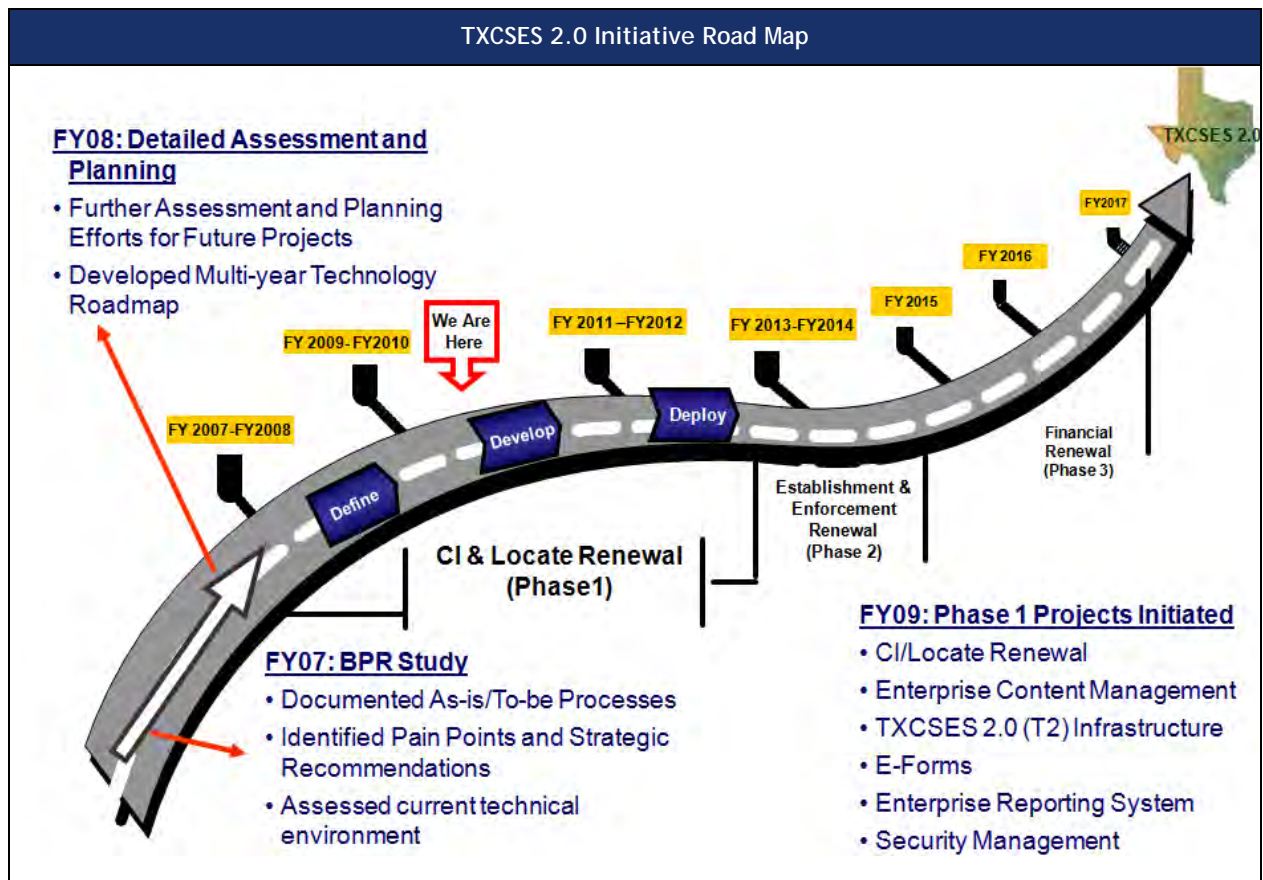 TXCSES 2.0 Initiative Road Map
TXCSES 2.0
FY08: Detailed Assessment and
Planning
• Further Assessment and Planning
Efforts for Future Projects
• Developed Multi-year Technology
Roadmap
FY 2007-FY2008
FY 2009- FY2010
We Are
Here
FY 2011 –FY2012
FY 2013-FY2014
FY 2015
FY 2016
FY2017
Define
Develop
Deploy
CI & Locate Renewal
(Phase1)
Establishment &
Enforcement
Renewal
(Phase 2)
Financial
Renewal
(Phase 3)
FY07: BPR Study
• Documented As-is/To-be Processes
• Identified Pain Points and Strategic
Recommendations
• Assessed current technical
environment
FY09: Phase 1 Projects Initiated
• CI/Locate Renewal
• Enterprise Content Management
• TXCSES 2.0 (T2) Infrastructure
• E-Forms
• Enterprise Reporting System
• Security Management